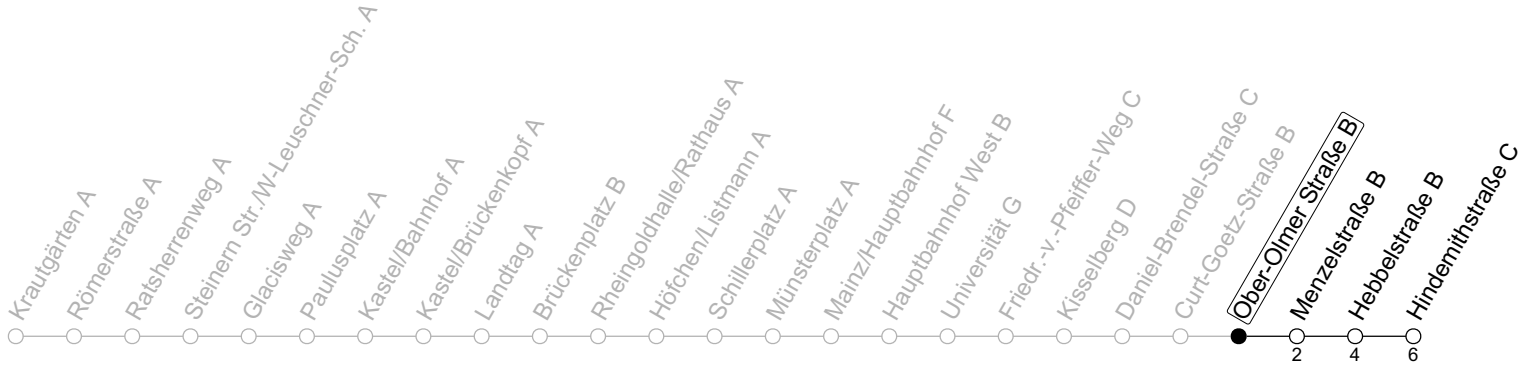 Krautgärten A
Römerstraße A
Ratsherrenweg A
Steinern Str./W-Leuschner-Sch. A
Glacisweg A
Paulusplatz A
Kastel/Bahnhof A
Kastel/Brückenkopf A
Landtag A
Brückenplatz B
Rheingoldhalle/Rathaus A
Höfchen/Listmann A
Schillerplatz A
Münsterplatz A
Mainz/Hauptbahnhof F
Hauptbahnhof West B
Universität G
Friedr.-v.-Pfeiffer-Weg C
Kisselberg D
Daniel-Brendel-Straße C
Curt-Goetz-Straße B
Ober-Olmer Straße B
Menzelstraße B
Hebbelstraße B
Hindemithstraße C
2 4 6